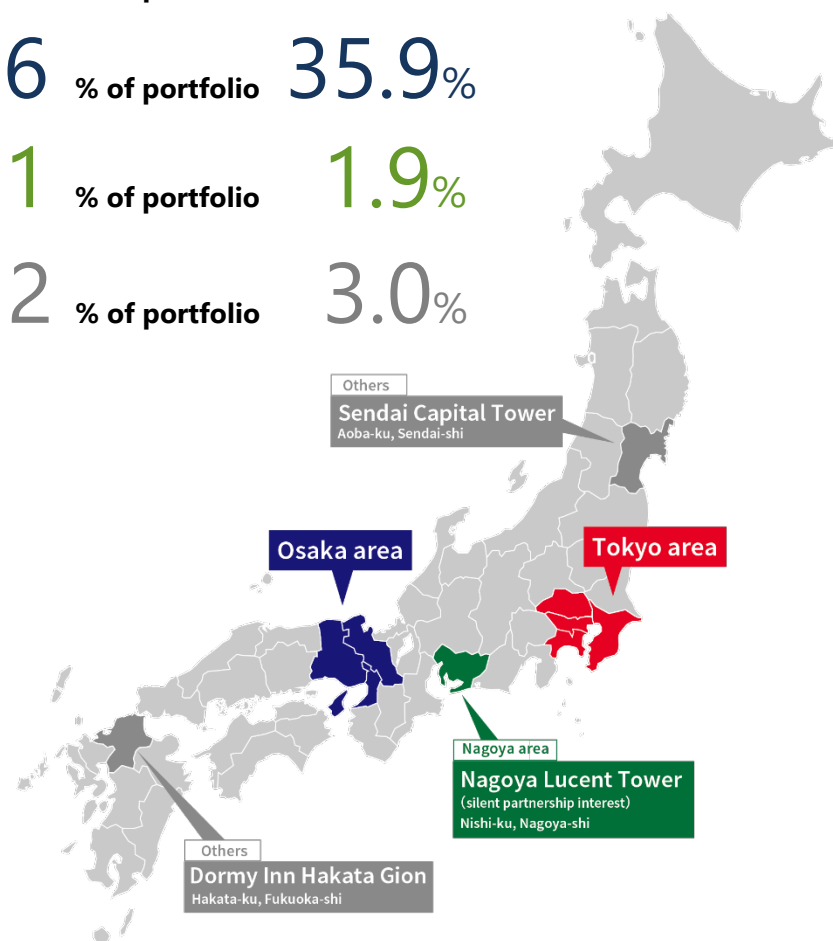 6 % of portfolio 35.9%
1 % of portfolio 1.9%
2 % of portfolio 3.0%
Others
Sendai Capital Tower
Aoba-ku, Sendai-shi
Osaka area
Tokyo area
Nagoya area
Nagoya Lucent Tower
(silent partnership interest)
Nishi-ku, Nagoya-shi
Others
Dormy Inn Hakata Gion
Hakata-ku, Fukuoka-shi